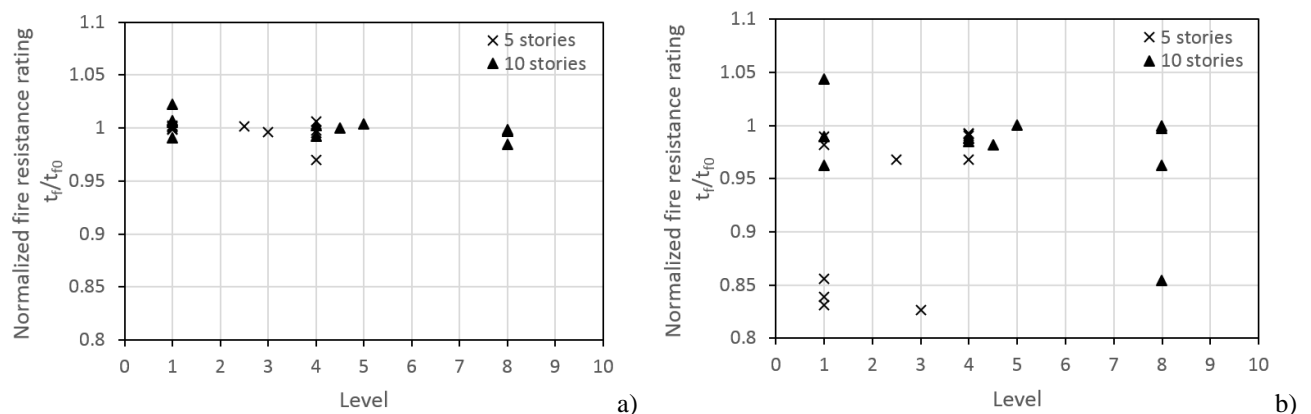 1.1
1.05
1
0.95
0.9
0.85
0.8
Normalized fire resistance rating
t_f/t_f0
× 5 stories
▲ 10 stories
0 1 2 3 4 5 6 7 8 9 10
Level
a)
1.1
1.05
1
0.95
0.9
0.85
0.8
Normalized fire resistance rating
t_f/t_f0
× 5 stories
▲ 10 stories
0 1 2 3 4 5 6 7 8 9 10
Level
b)